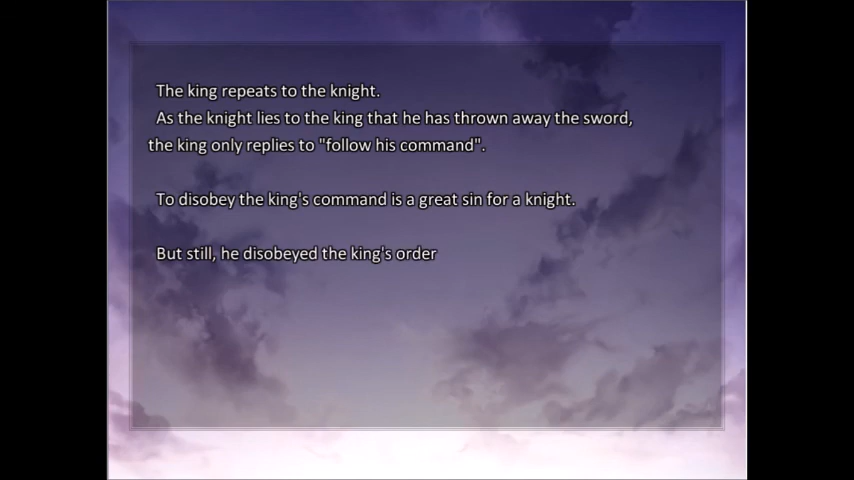 The king repeats to the knight.
As the knight lies to the king that he has thrown away the sword,
the king only replies to "follow his command".
To disobey the king's command is a great sin for a knight.
But still, he disobeyed the king's order